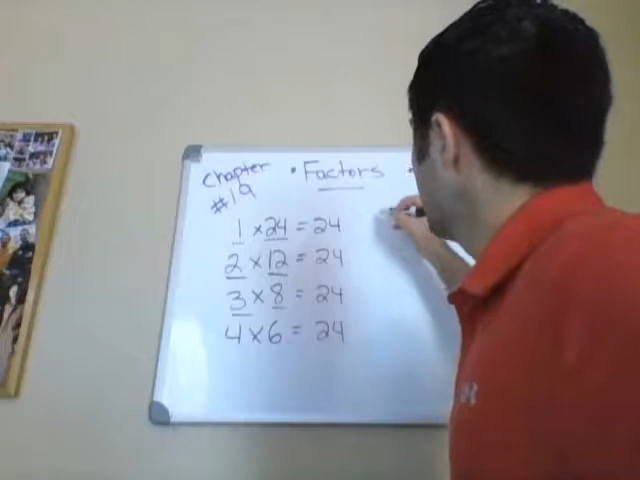 Chapter
#19
• Factors •
1 x 24 = 24
2 x 12 = 24
3 x 8 = 24
4 x 6 = 24